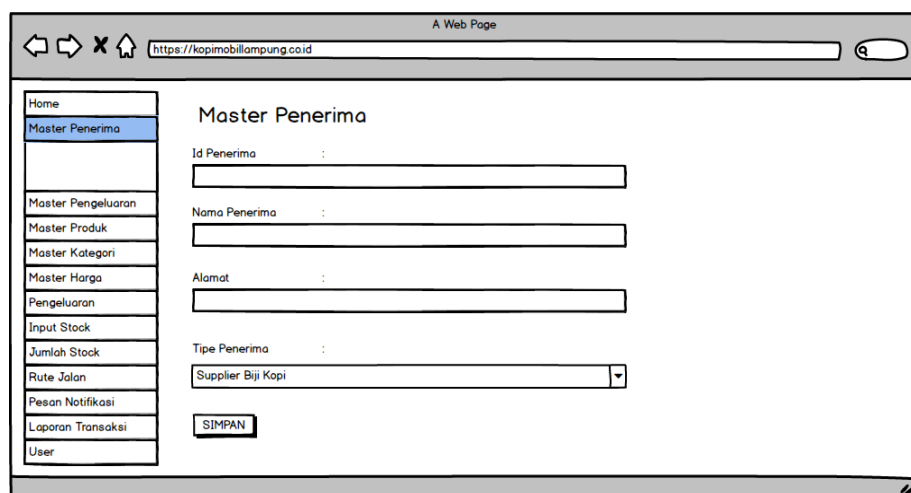 A Web Page
https://kopimobillampung.co.id
Home
Master Penerima
Master Pengeluaran
Master Produk
Master Kategori
Master Harga
Pengeluaran
Input Stock
Jumlah Stock
Rute Jalan
Pesan Notifikasi
Laporan Transaksi
User
Master Penerima
Id Penerima :
Nama Penerima :
Alamat :
Tipe Penerima :
Supplier Biji Kopi
SIMPAN